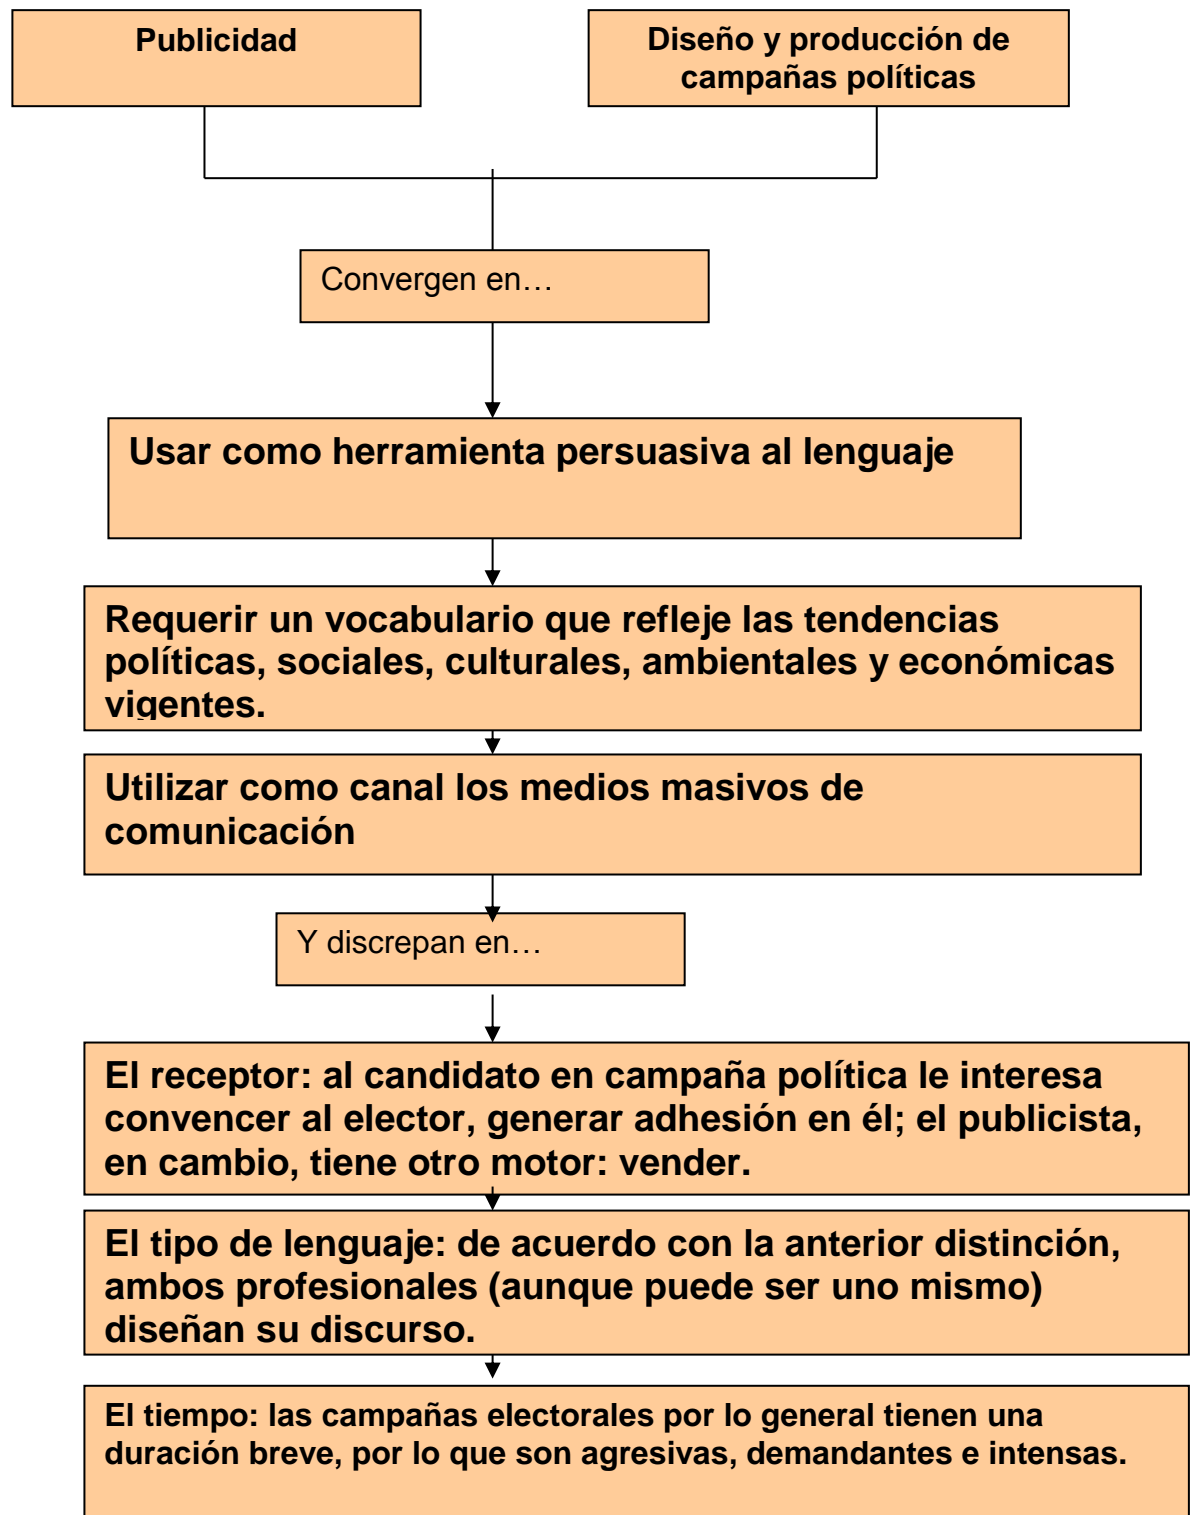 Publicidad
Diseño y producción de
campañas políticas
Convergen en…
Usar como herramienta persuasiva al lenguaje
Requerir un vocabulario que refleje las tendencias
políticas, sociales, culturales, ambientales y económicas
vigentes.
Utilizar como canal los medios masivos de
comunicación
Y discrepan en…
El receptor: al candidato en campaña política le interesa
convencer al elector, generar adhesión en él; el publicista,
en cambio, tiene otro motor: vender.
El tipo de lenguaje: de acuerdo con la anterior distinción,
ambos profesionales (aunque puede ser uno mismo)
diseñan su discurso.
El tiempo: las campañas electorales por lo general tienen una
duración breve, por lo que son agresivas, demandantes e intensas.